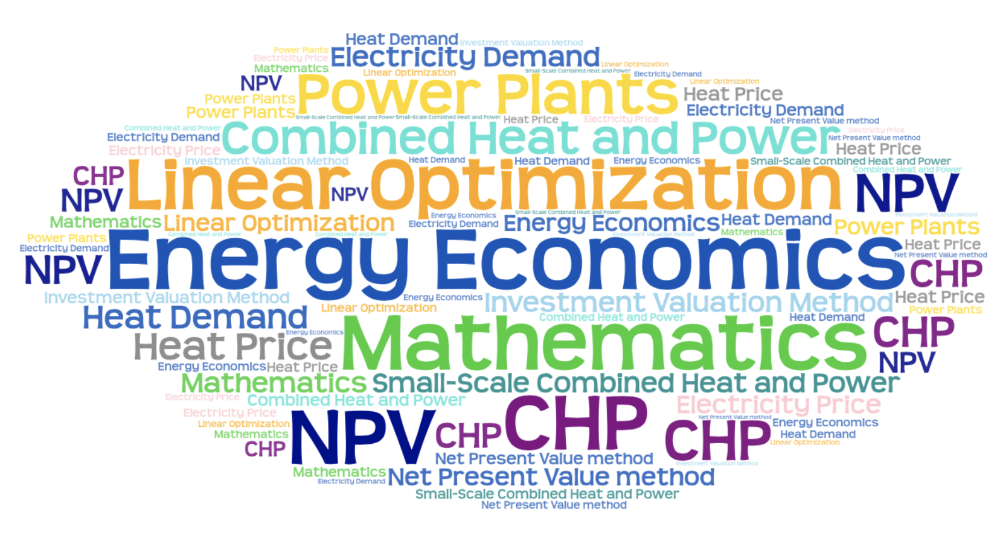 Heat Demand
Investment Valuation Method
Power Plants
Electricity Demand
Electricity Price
Linear Optimization
Mathematics
Linear Optimization
Small-Scale Combined Heat and Power
Electricity Demand
NPV
Power Plants
Linear Optimization
Power Plants
Heat Price
Power Plants
Electricity Demand
Small-Scale Combined Heat and Power
Small-Scale Combined Heat and Power
Heat Price
Electricity Price
Net Present Value method
Combined Heat and Power
Combined Heat and Power
Electricity Price
Electricity Demand
Net Present Value method
Electricity Price
Heat Price
Investment Valuation Method
Heat Demand
Heat Demand
Energy Economics
Small-Scale Combined Heat and Power
Combined Heat and Power
CHP
Linear Optimization
NPV
NPV
NPV
Small-Scale Combined Heat and Power
Energy Economics
Investment Valuation Method
Mathematics
Linear Optimization
Electricity Demand
Energy Economics
Heat Demand
Power Plants
Combined Heat and Power
Combined Heat and Power
Investment Valuation Method
Mathematics
Power Plants
Electricity Demand
Energy Economics
Heat Price
Net Present Value method
NPV
CHP
Investment Valuation Method
Energy Economics
Investment Valuation Method
Heat Price
Linear Optimization
Power Plants
Heat Demand
Combined Heat and Power
Heat Demand
Heat Price
Energy Economics
Mathematics
CHP
Energy Economics
Heat Price
NPV
Mathematics
Small-Scale Combined Heat and Power
Electricity Price
Combined Heat and Power
Electricity Price
Electricity Price
Net Present Value method
Linear Optimization
NPV
CHP
CHP
CHP
Energy Economics
Mathematics
Heat Demand
CHP
Linear Optimization
Net Present Value method
Investment Valuation Method
Mathematics
Electricity Demand
Net Present Value method
Small-Scale Combined Heat and Power
Net Present Value method